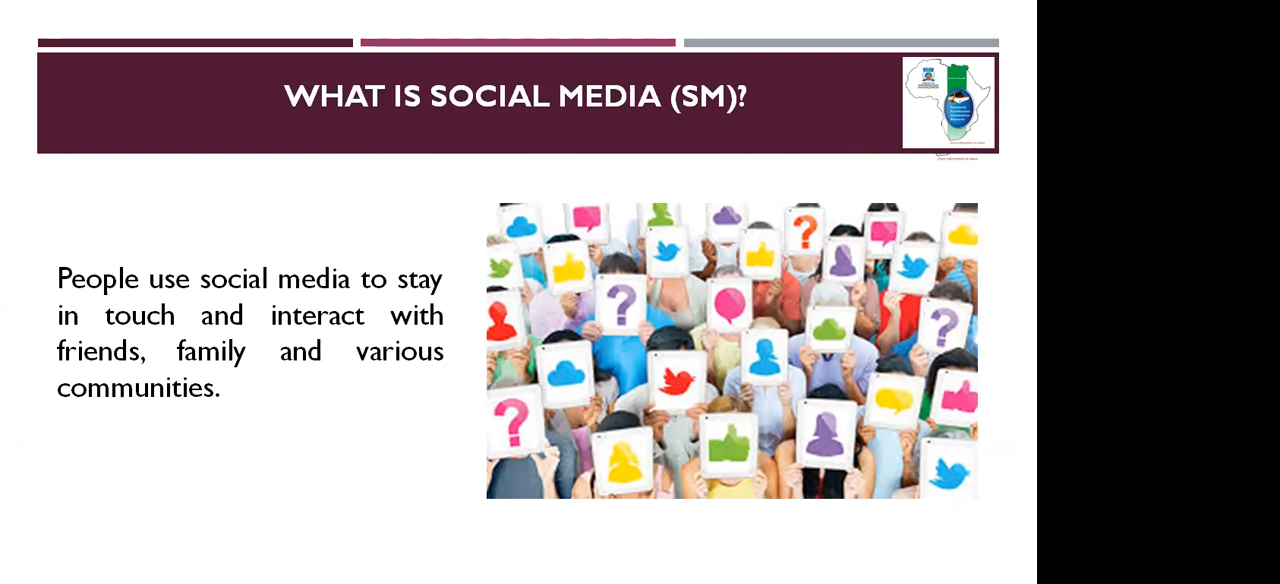 WHAT IS SOCIAL MEDIA (SM)?
People use social media to stay
in touch and interact with
friends, family and various
communities.